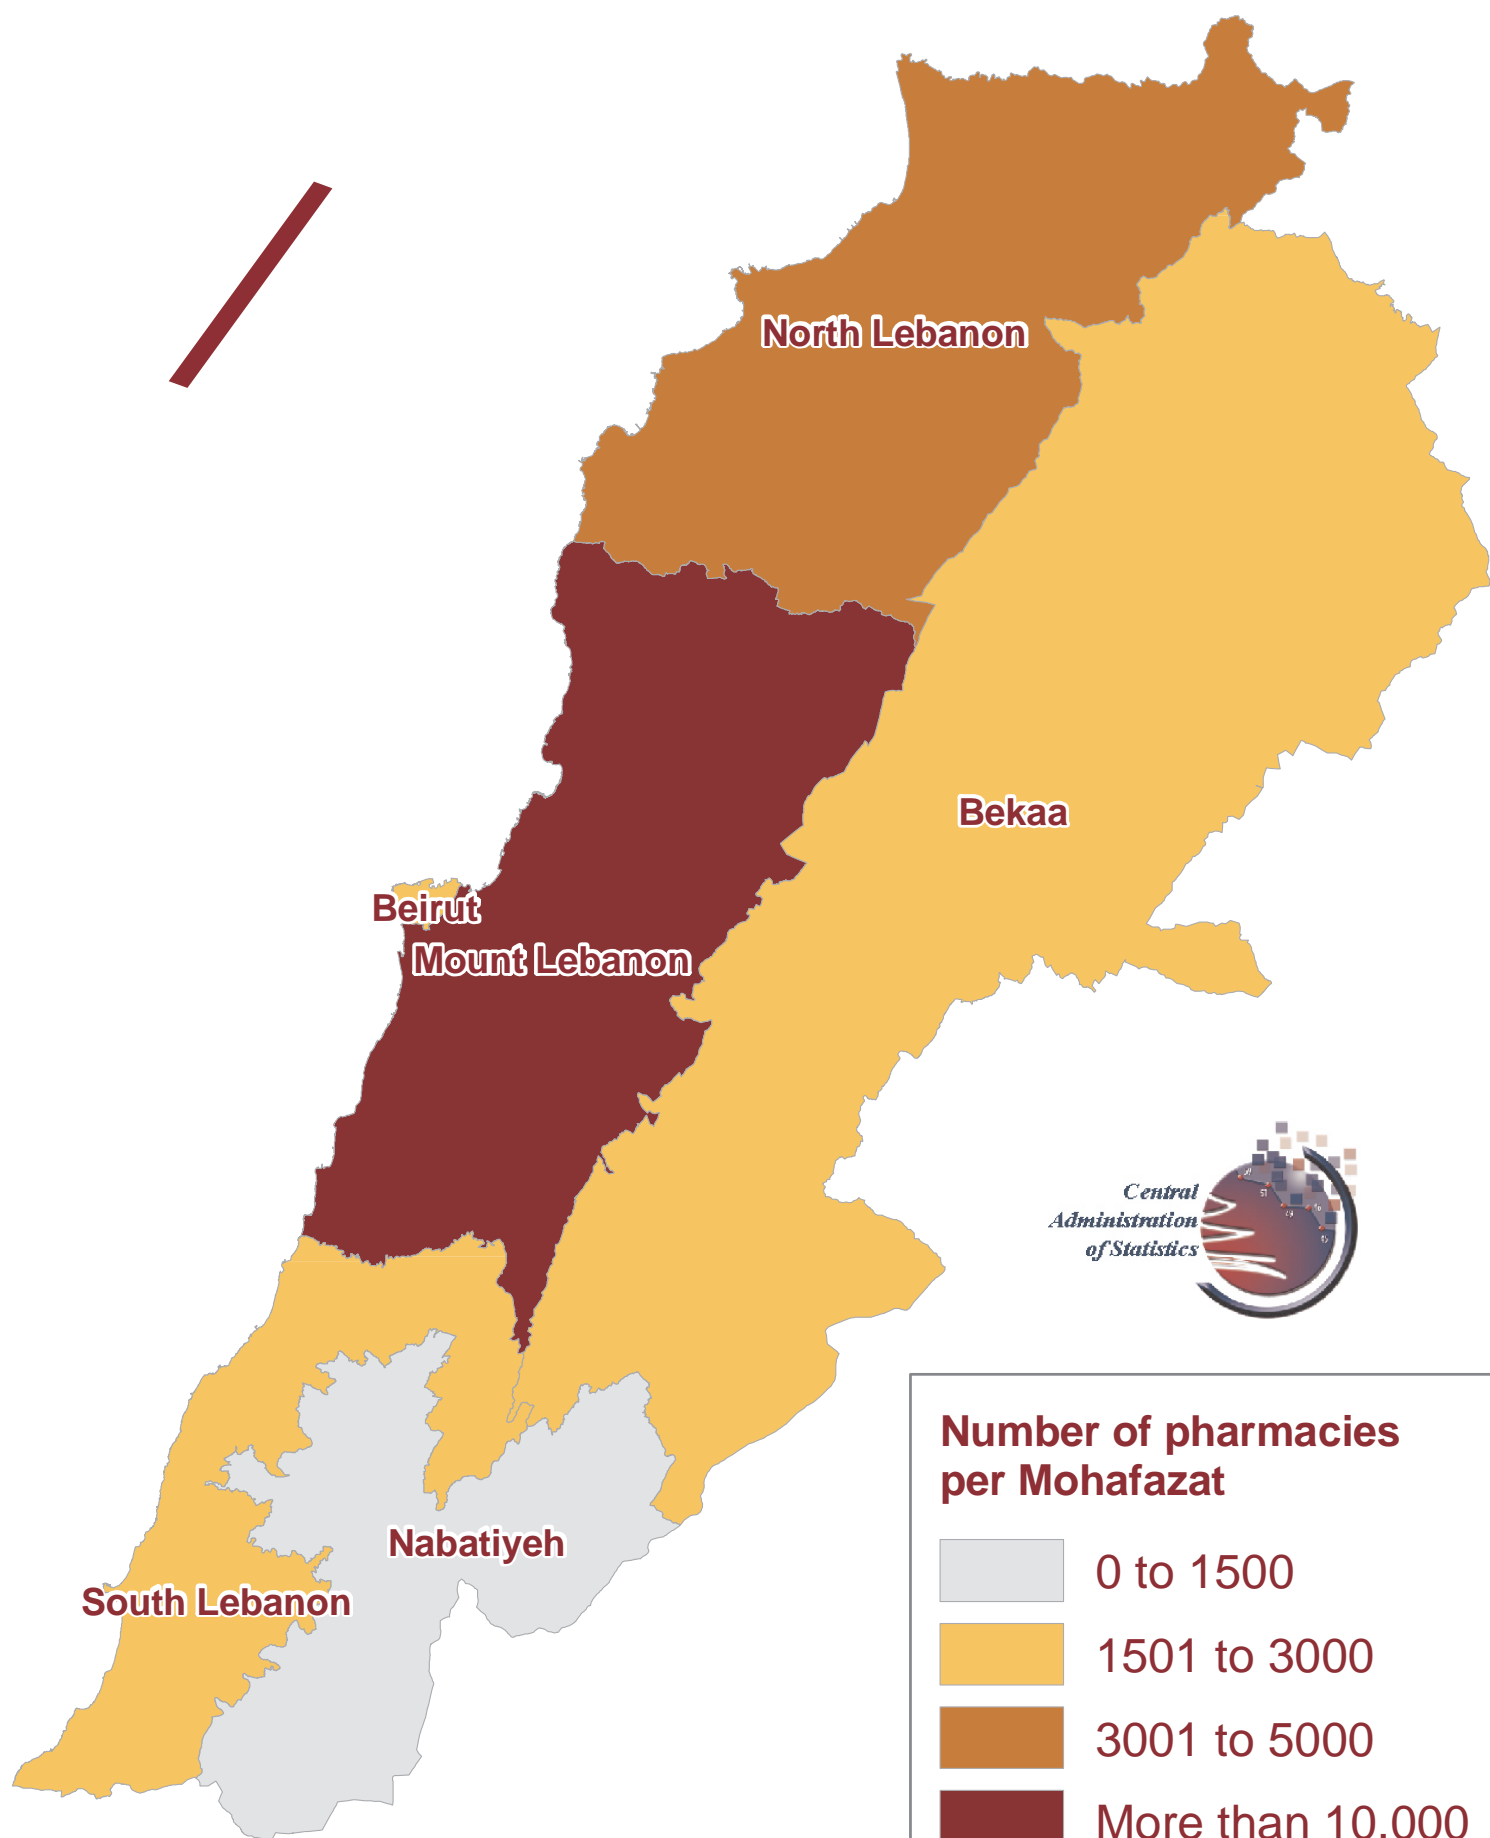 North Lebanon
Bekaa
Beirut
Mount Lebanon
Central
Administration
of Statistics
Nabatiyeh
South Lebanon
Number of pharmacies
per Mohafazat
0 to 1500
1501 to 3000
3001 to 5000
More than 10,000